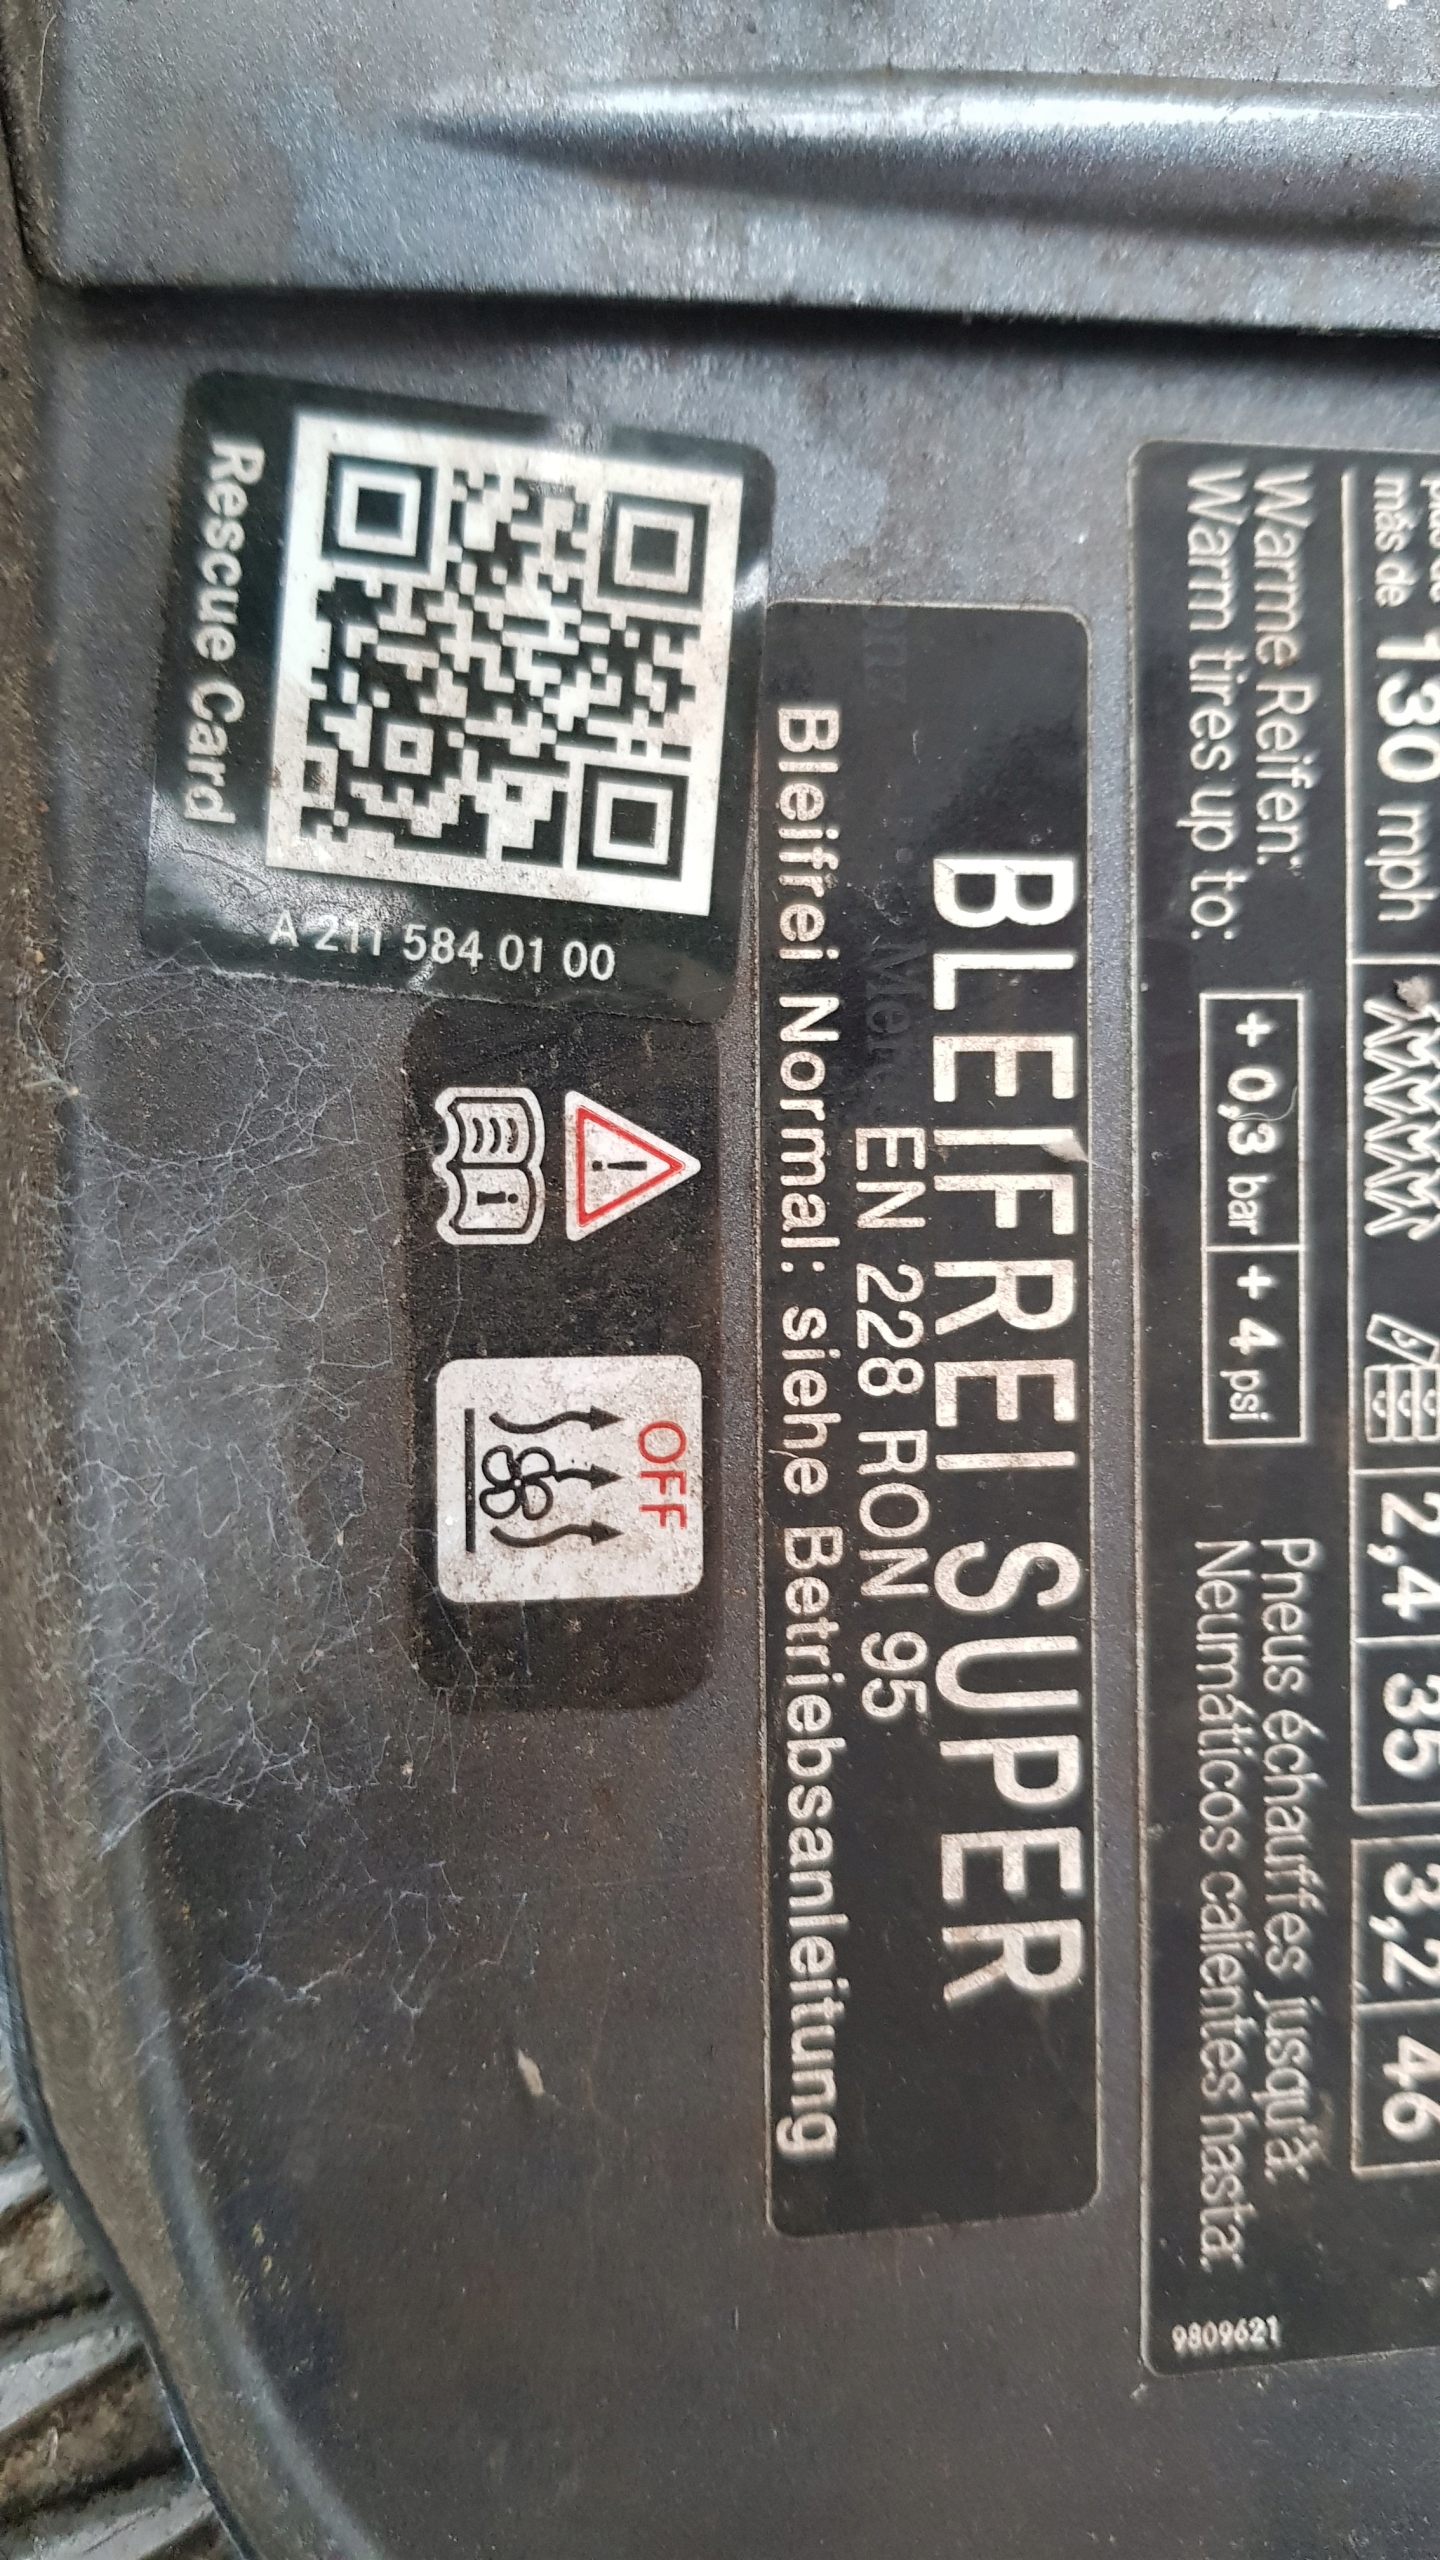 más de 130 mph
2,4 35 3,2 46
Warme Reifen:
Warm tires up to:
+ 0,3 bar + 4 psi
Pneus échauffés jusqu'à:
Neumáticos calientes hasta:
9809621
BLEIFREI SUPER
EN 228 RON 95
Bleifrei Normal: siehe Betriebsanleitung
Rescue Card
A 211 584 01 00
OFF